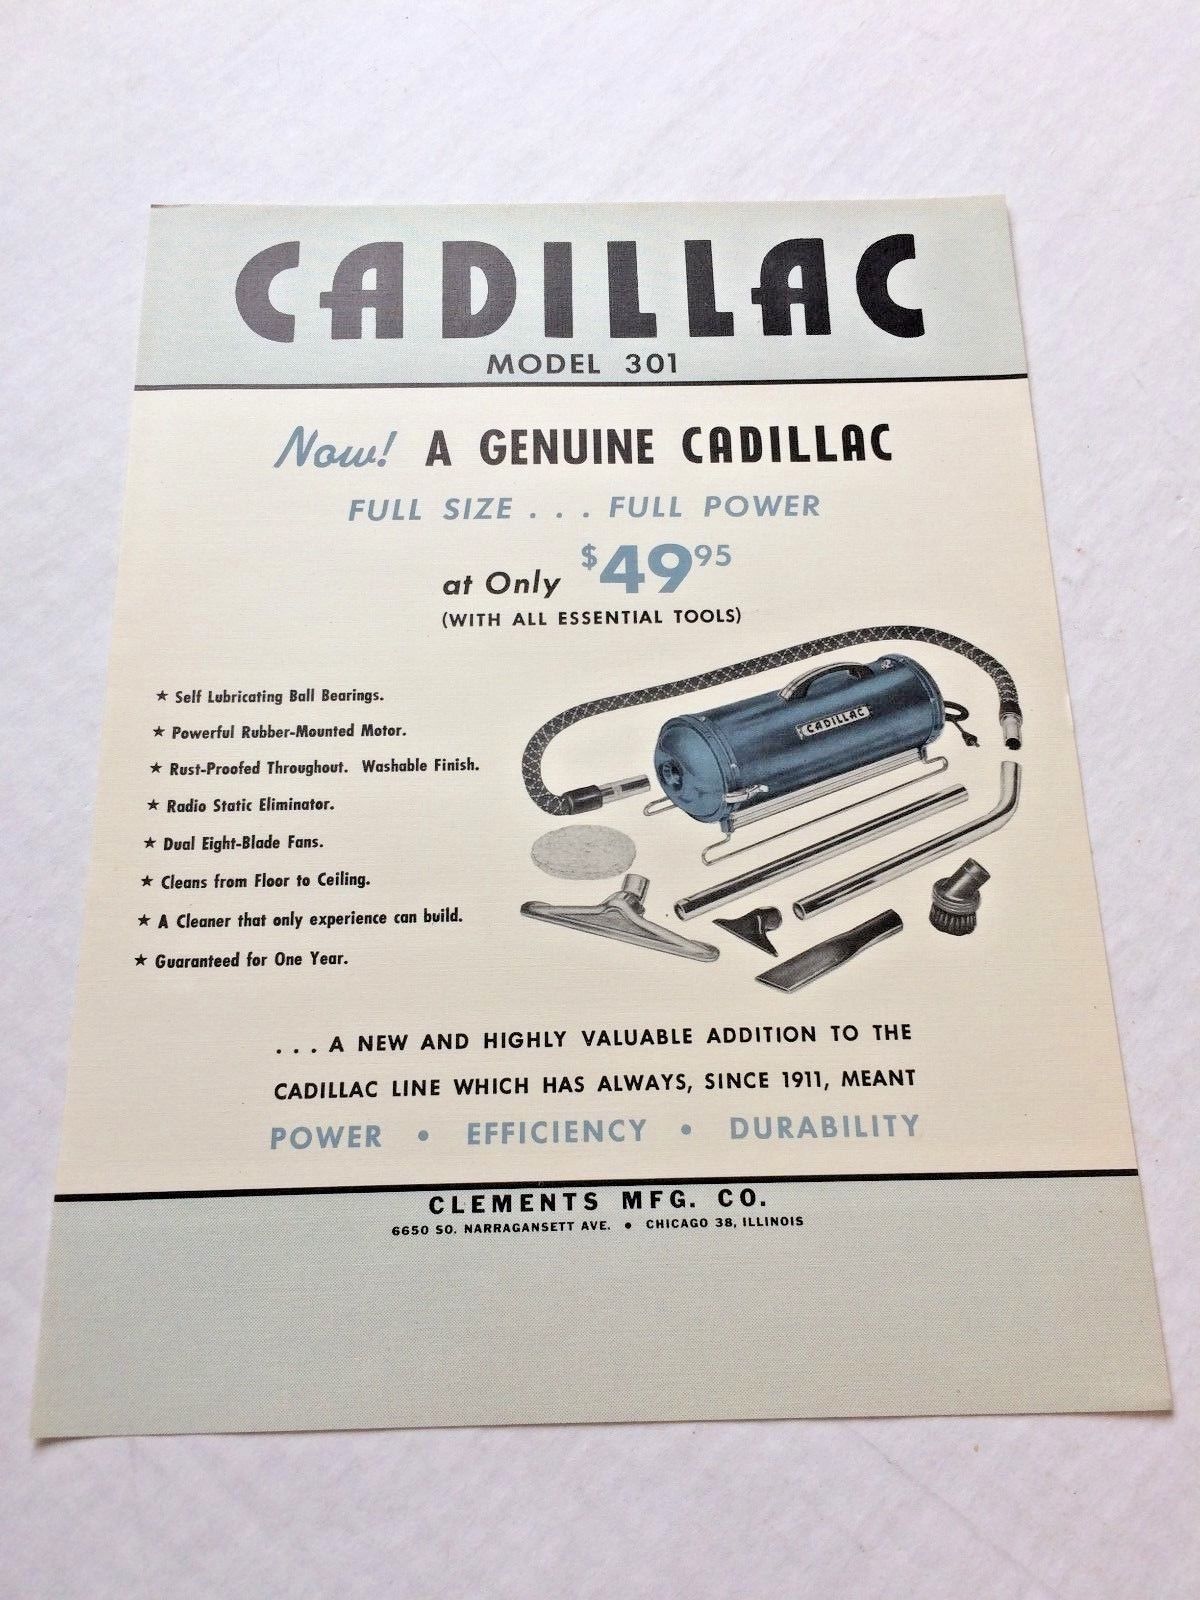 CADILLAC
MODEL 301
Now! A GENUINE CADILLAC
FULL SIZE . . . FULL POWER
at Only $49 95
(WITH ALL ESSENTIAL TOOLS)
★ Self Lubricating Ball Bearings.
★ Powerful Rubber-Mounted Motor.
★ Rust-Proofed Throughout. Washable Finish.
★ Radio Static Eliminator.
★ Dual Eight-Blade Fans.
★ Cleans from Floor to Ceiling.
★ A Cleaner that only experience can build.
★ Guaranteed for One Year.
CADILLAC
. . . A NEW AND HIGHLY VALUABLE ADDITION TO THE
CADILLAC LINE WHICH HAS ALWAYS, SINCE 1911, MEANT
POWER • EFFICIENCY • DURABILITY
CLEMENTS MFG. CO.
6650 SO. NARRAGANSETT AVE. • CHICAGO 38, ILLINOIS